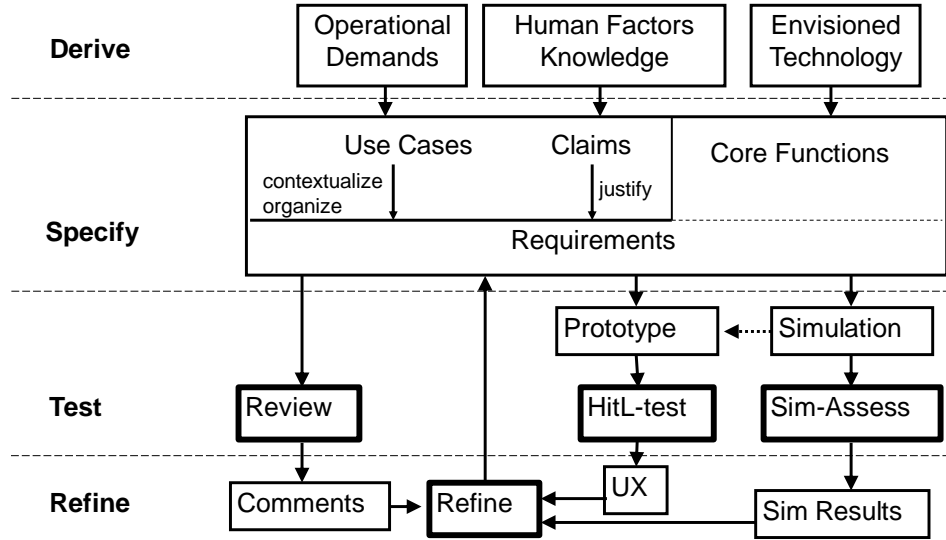 Derive
Operational
Demands
Human Factors
Knowledge
Envisioned
Technology
Specify
Use Cases
Claims
Core Functions
contextualize
organize
justify
Requirements
Test
Prototype
Simulation
Review
HitL-test
Sim-Assess
Refine
Comments
Refine
UX
Sim Results